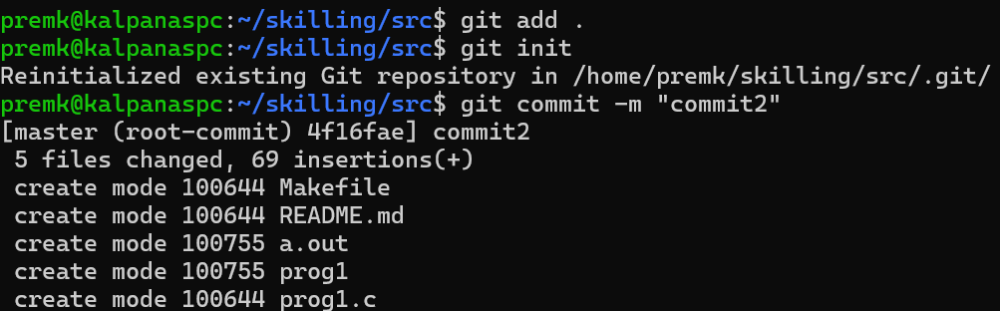 premk@kalpanaspc:~/skilling/src$ git add .
premk@kalpanaspc:~/skilling/src$ git init
Reinitialized existing Git repository in /home/premk/skilling/src/.git/
premk@kalpanaspc:~/skilling/src$ git commit -m "commit2"
[master (root-commit) 4f16fae] commit2
 5 files changed, 69 insertions(+)
 create mode 100644 Makefile
 create mode 100644 README.md
 create mode 100755 a.out
 create mode 100755 prog1
 create mode 100644 prog1.c